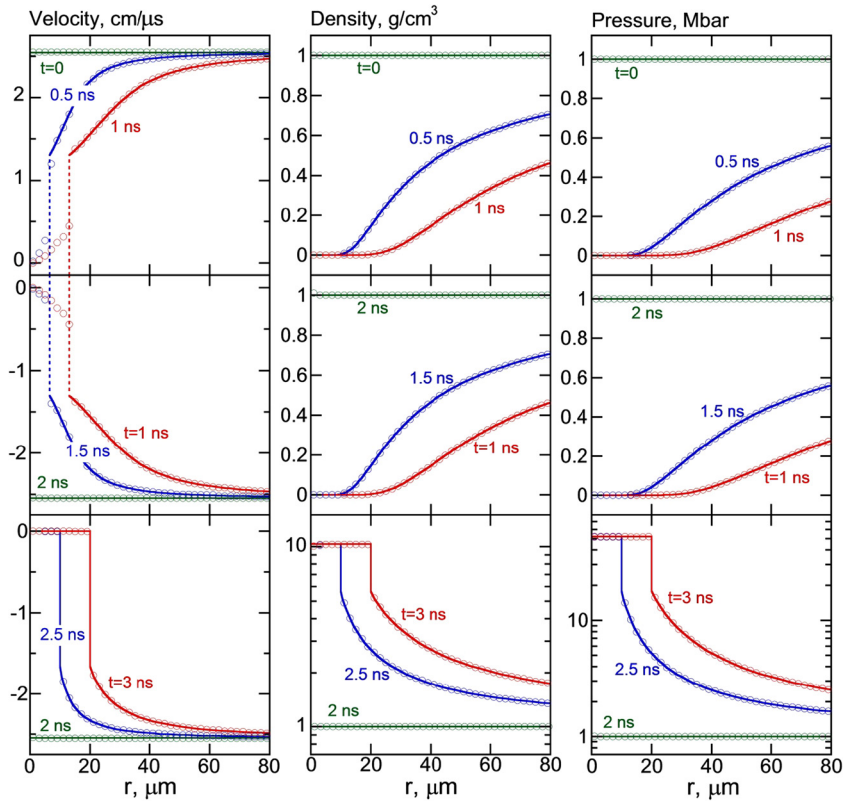 Velocity, cm/μs
Density, g/cm³
Pressure, Mbar
2
1
0
t=0
0.5 ns
1 ns
1
0.8
0.6
0.4
0.2
0
t=0
0.5 ns
1 ns
1
0.8
0.6
0.4
0.2
0
t=0
0.5 ns
1 ns
0
-1
-2
t=1 ns
1.5 ns
2 ns
1
0.8
0.6
0.4
0.2
0
2 ns
1.5 ns
t=1 ns
1
0.8
0.6
0.4
0.2
0
2 ns
1.5 ns
t=1 ns
0
-1
-2
2.5 ns
t=3 ns
2 ns
0 20 40 60 80
r, μm
10
1
t=3 ns
2.5 ns
2 ns
0 20 40 60 80
r, μm
10
1
t=3 ns
2.5 ns
2 ns
0 20 40 60 80
r, μm